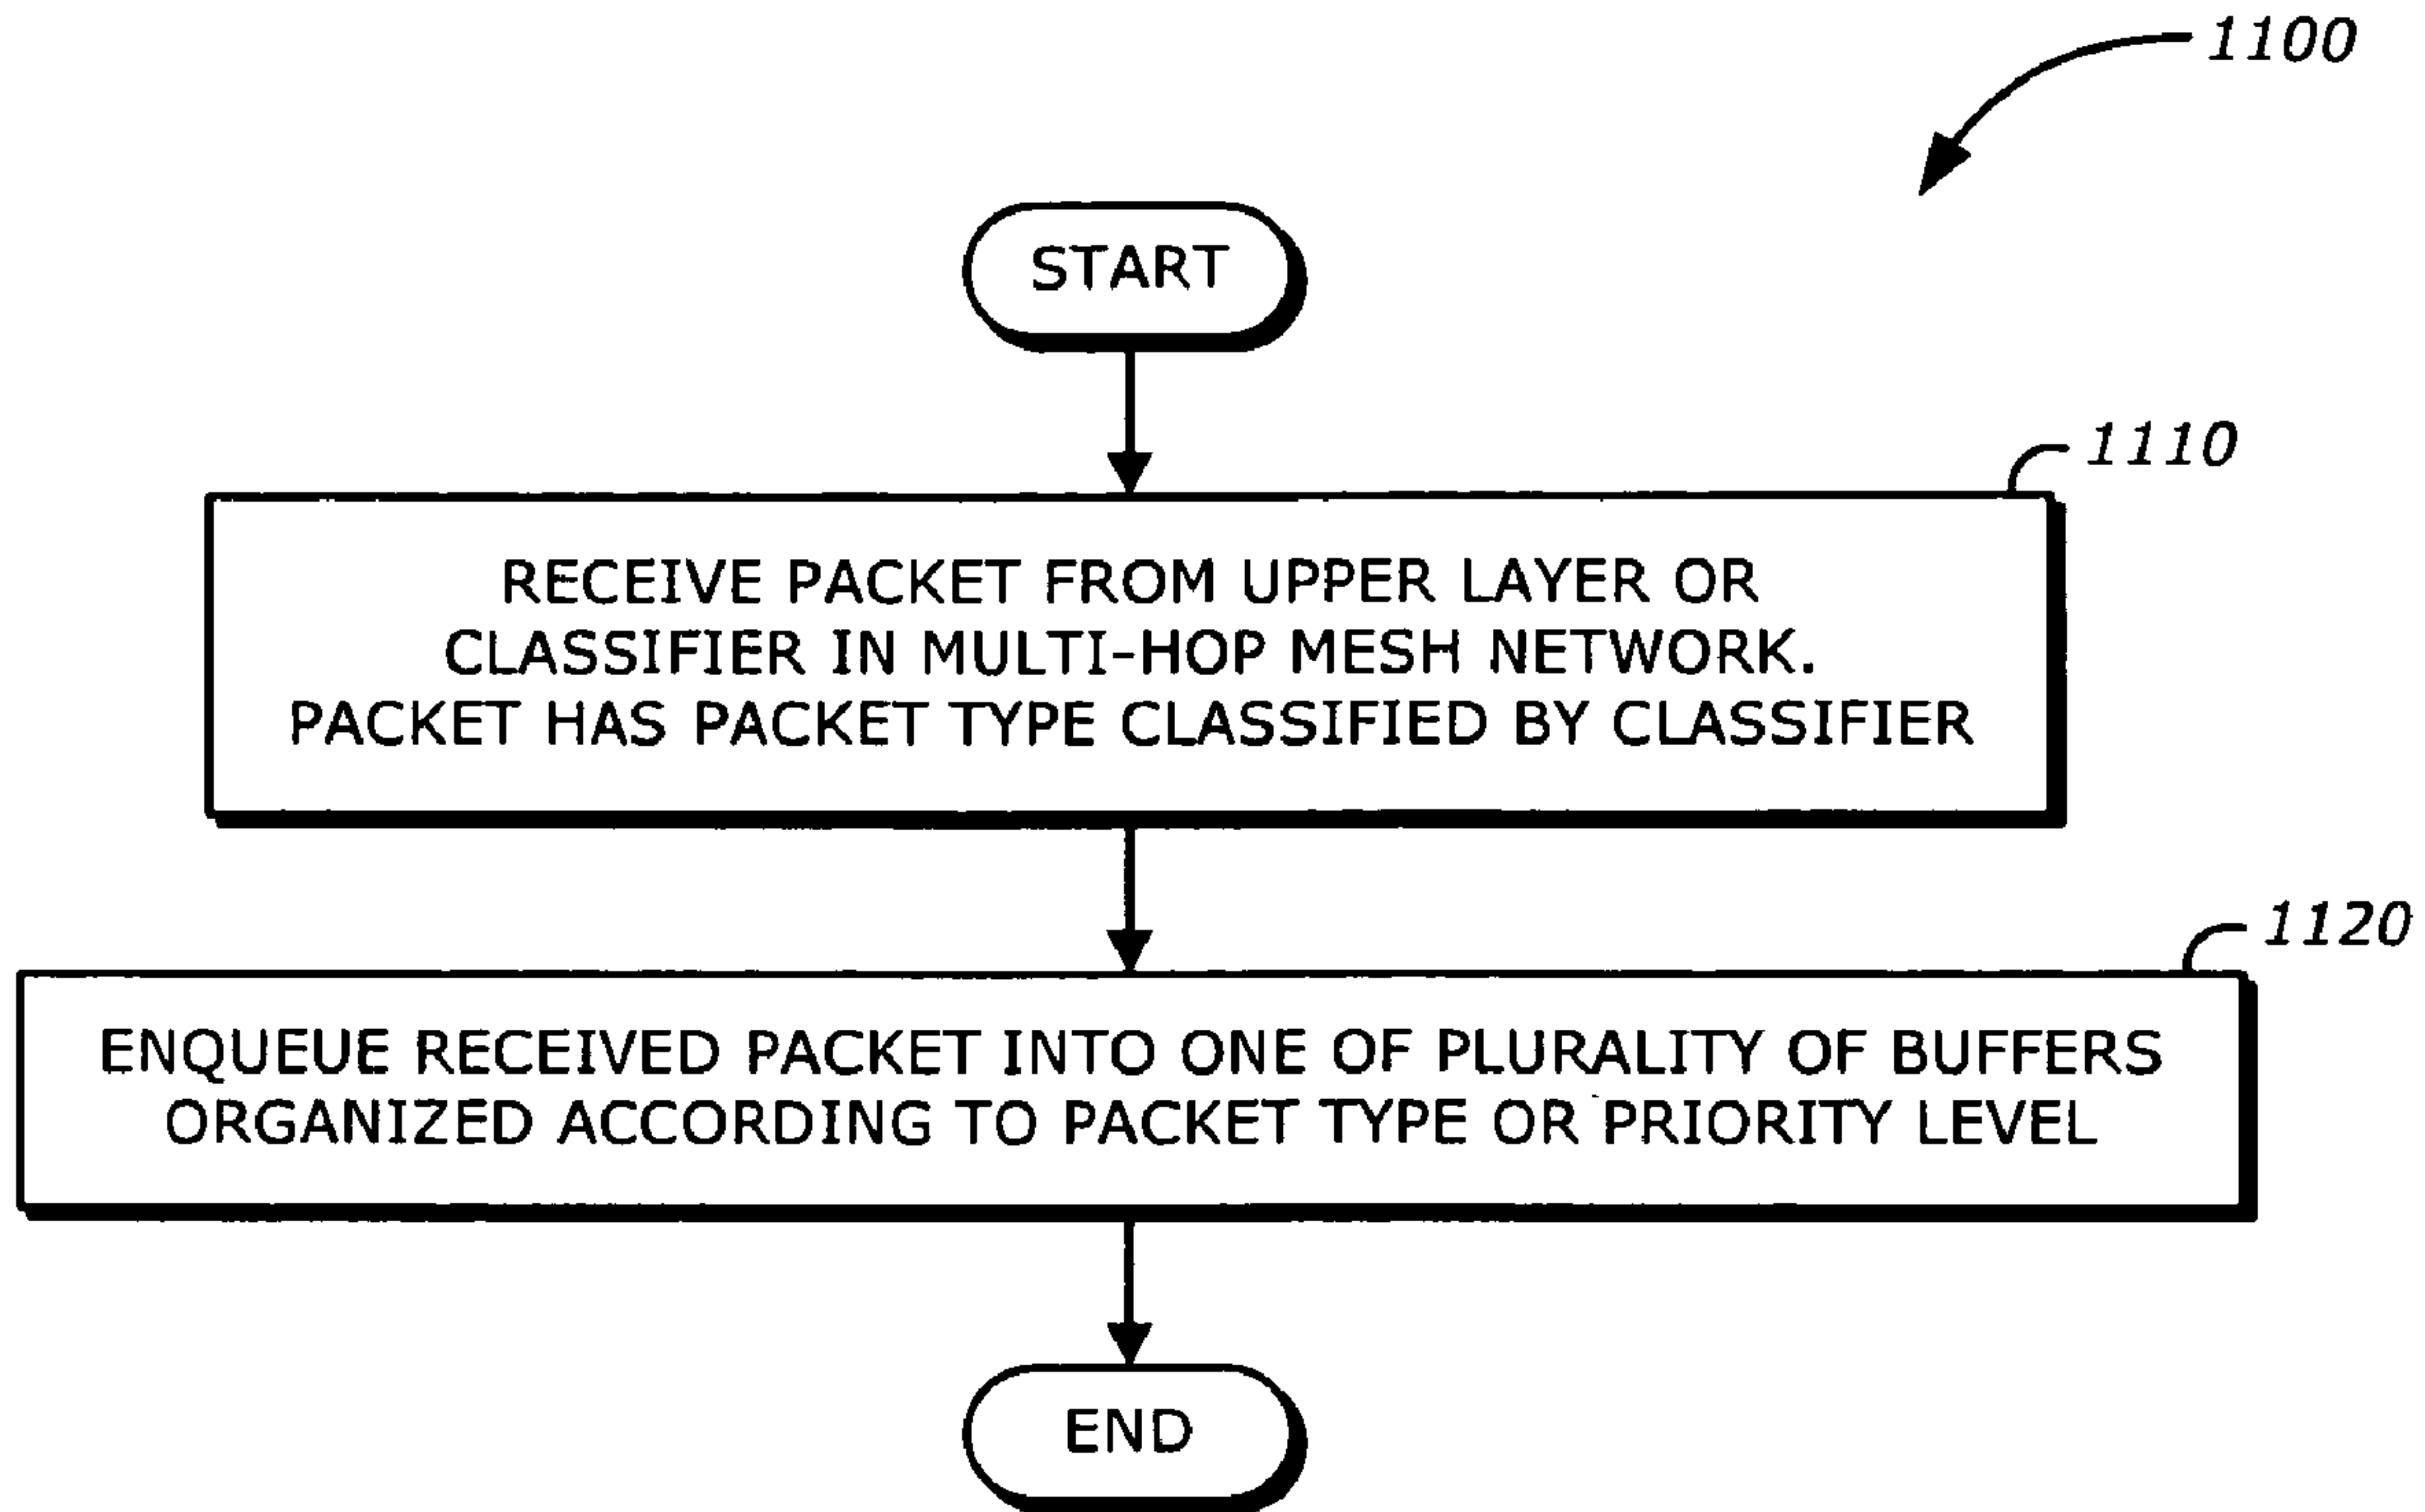 1100
START
1110
RECEIVE PACKET FROM UPPER LAYER OR
CLASSIFIER IN MULTI-HOP MESH NETWORK.
PACKET HAS PACKET TYPE CLASSIFIED BY CLASSIFIER
1120
ENQUEUE RECEIVED PACKET INTO ONE OF PLURALITY OF BUFFERS
ORGANIZED ACCORDING TO PACKET TYPE OR PRIORITY LEVEL
END